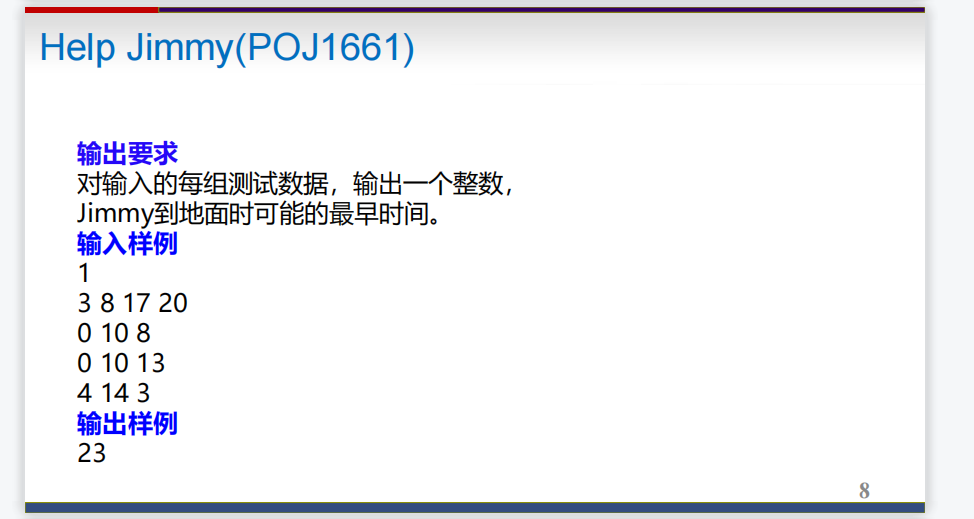 Help Jimmy(POJ1661)
输出要求
对输入的每组测试数据，输出一个整数，
Jimmy到地面时可能的最早时间。
输入样例
1
3 8 17 20
0 10 8
0 10 13
4 14 3
输出样例
23
8